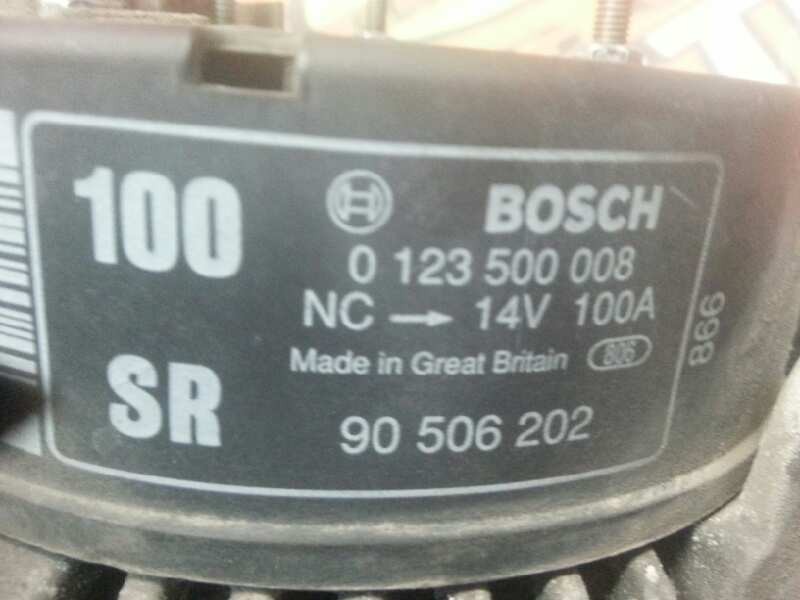 100
BOSCH
0 123 500 008
NC → 14V 100A
Made in Great Britain 806
SR
90 506 202
866